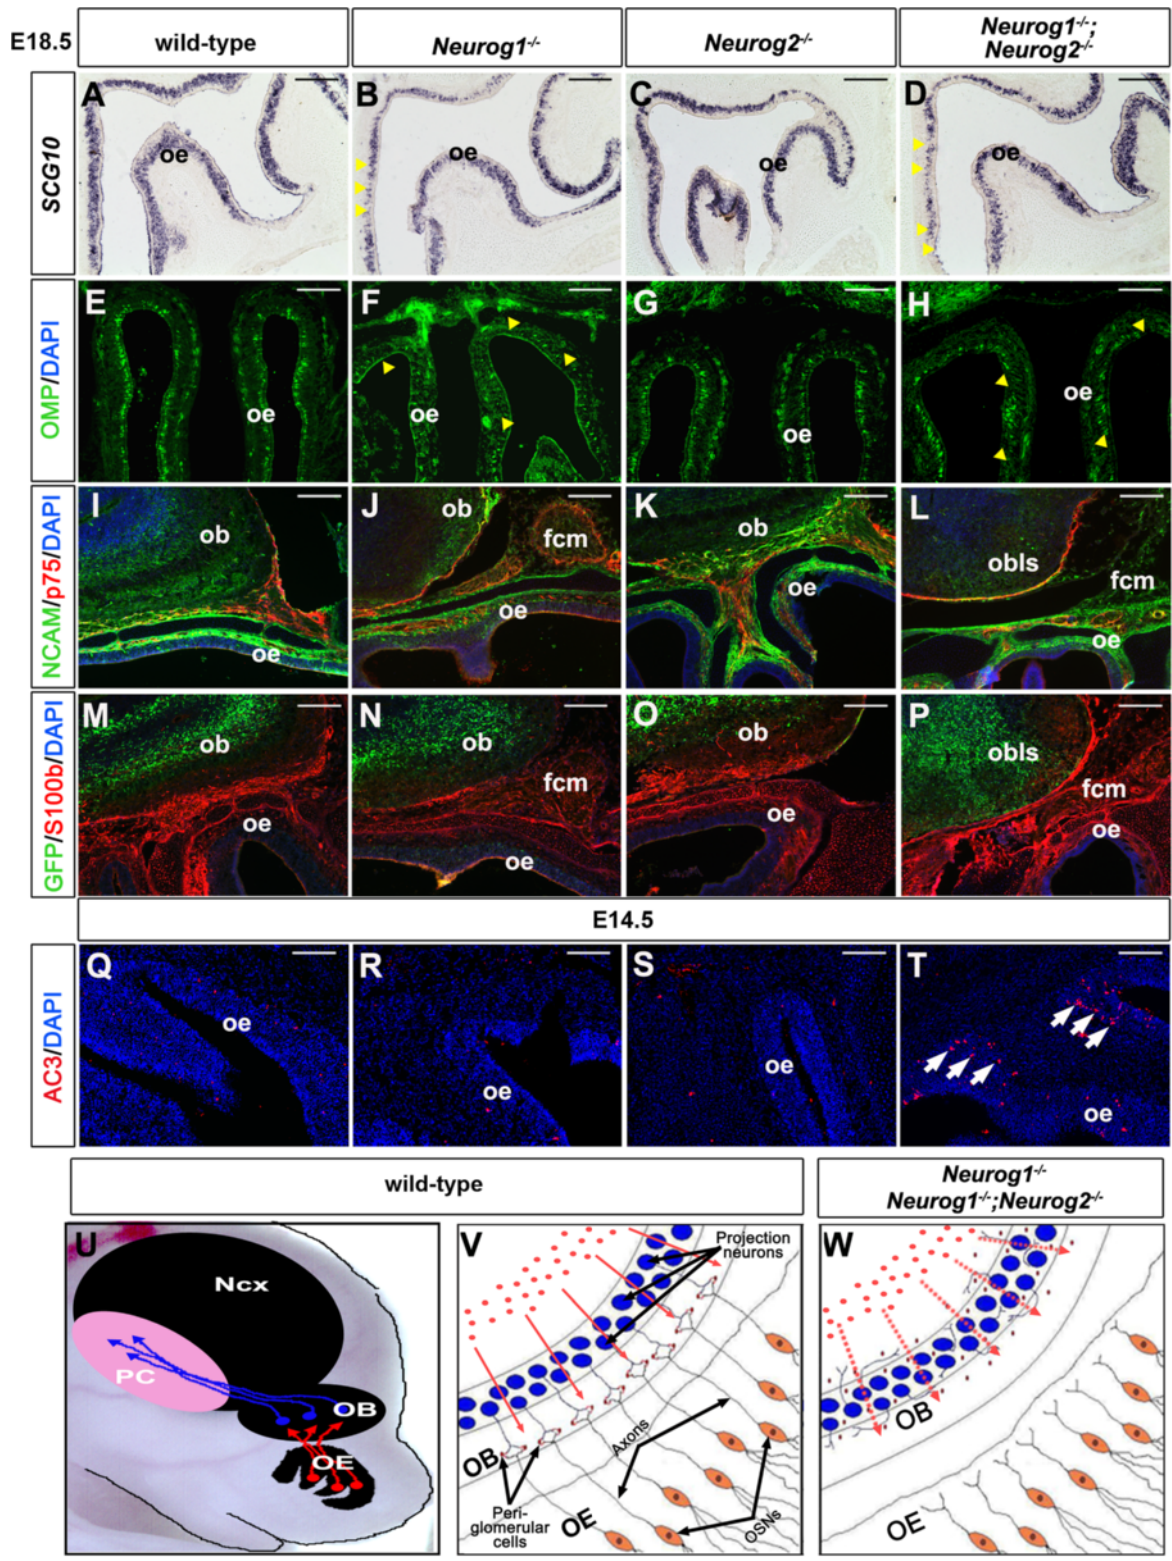 E18.5
wild-type
Neurog1-/-
Neurog2-/-
Neurog1-/-;
Neurog2-/-
SCG10
A
oe
B
oe
C
oe
D
oe
OMP/DAPI
E
oe
F
oe
G
oe
H
oe
NCAM/p75/DAPI
I
ob
oe
J
ob
fcm
oe
K
ob
oe
L
obls
fcm
oe
GFP/S100b/DAPI
M
ob
oe
N
ob
fcm
oe
O
ob
oe
P
obls
fcm
oe
E14.5
AC3/DAPI
Q
oe
R
oe
S
oe
T
oe
wild-type
Neurog1-/-
Neurog1-/-;Neurog2-/-
U
Ncx
PC
OB
OE
V
Projection
neurons
OB
Axons
Peri-
glomerular
cells
OE
OSNs
W
OB
OE